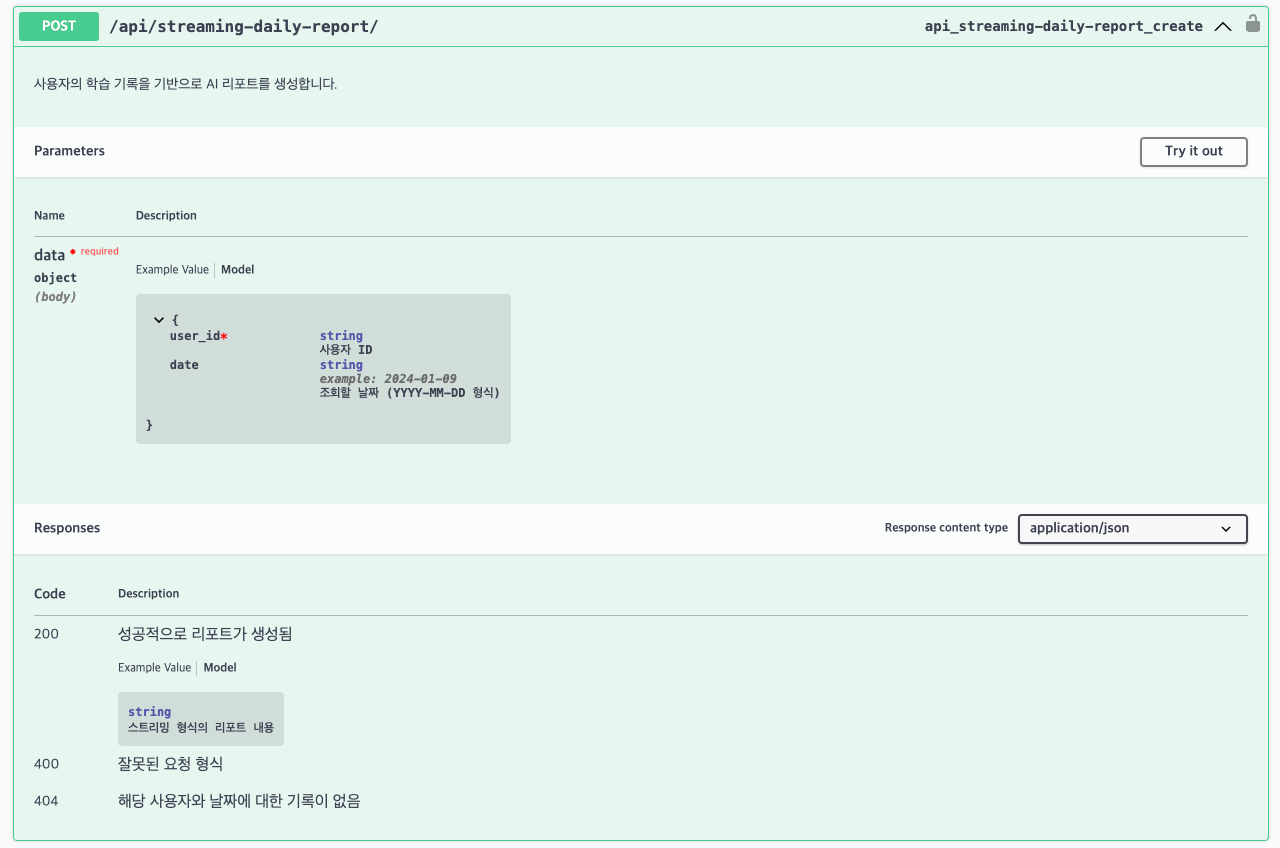 POST /api/streaming-daily-report/ api_streaming-daily-report_create
사용자의 학습 기록을 기반으로 AI 리포트를 생성합니다.
Parameters Try it out
Name Description
data * required
object
(body)
Example Value Model
{
user_id* string
사용자 ID
date string
example: 2024-01-09
조회할 날짜 (YYYY-MM-DD 형식)
}
Responses Response content type application/json
Code Description
200 성공적으로 리포트가 생성됨
Example Value Model
string
스트리밍 형식의 리포트 내용
400 잘못된 요청 형식
404 해당 사용자와 날짜에 대한 기록이 없음